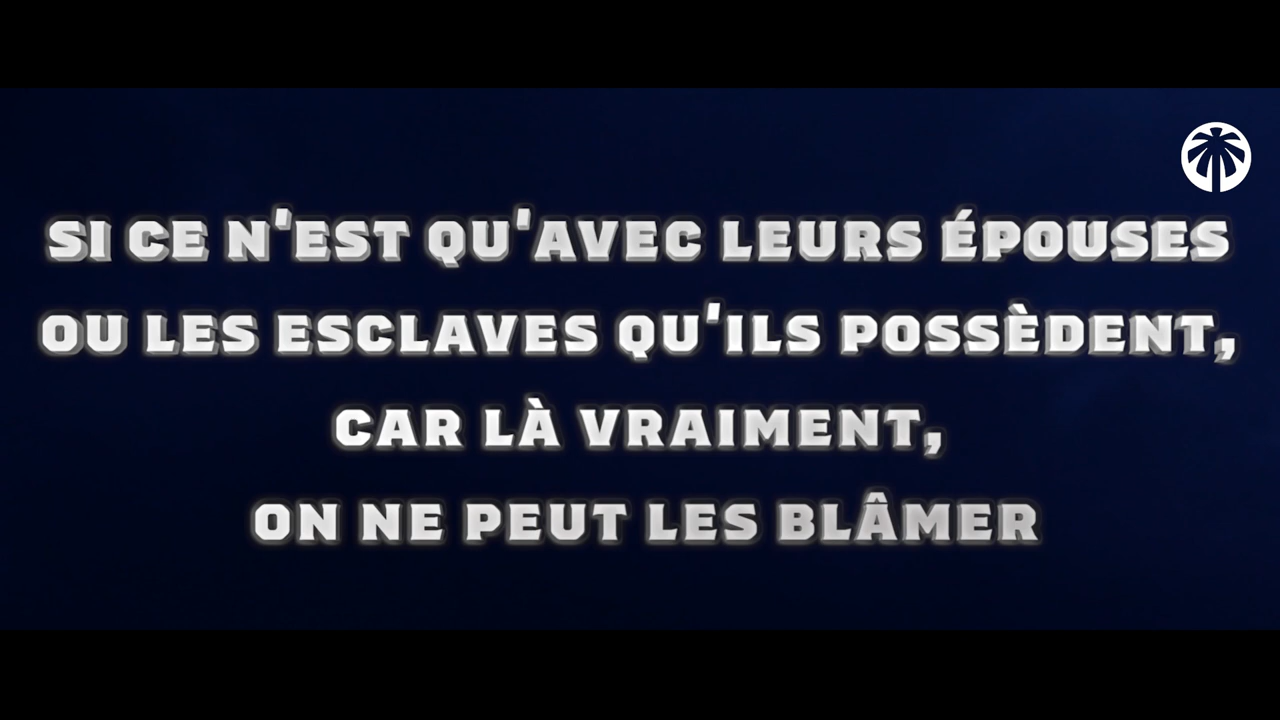 SI CE N'EST QU'AVEC LEURS ÉPOUSES
OU LES ESCLAVES QU'ILS POSSÈDENT,
CAR LÀ VRAIMENT,
ON NE PEUT LES BLÂMER